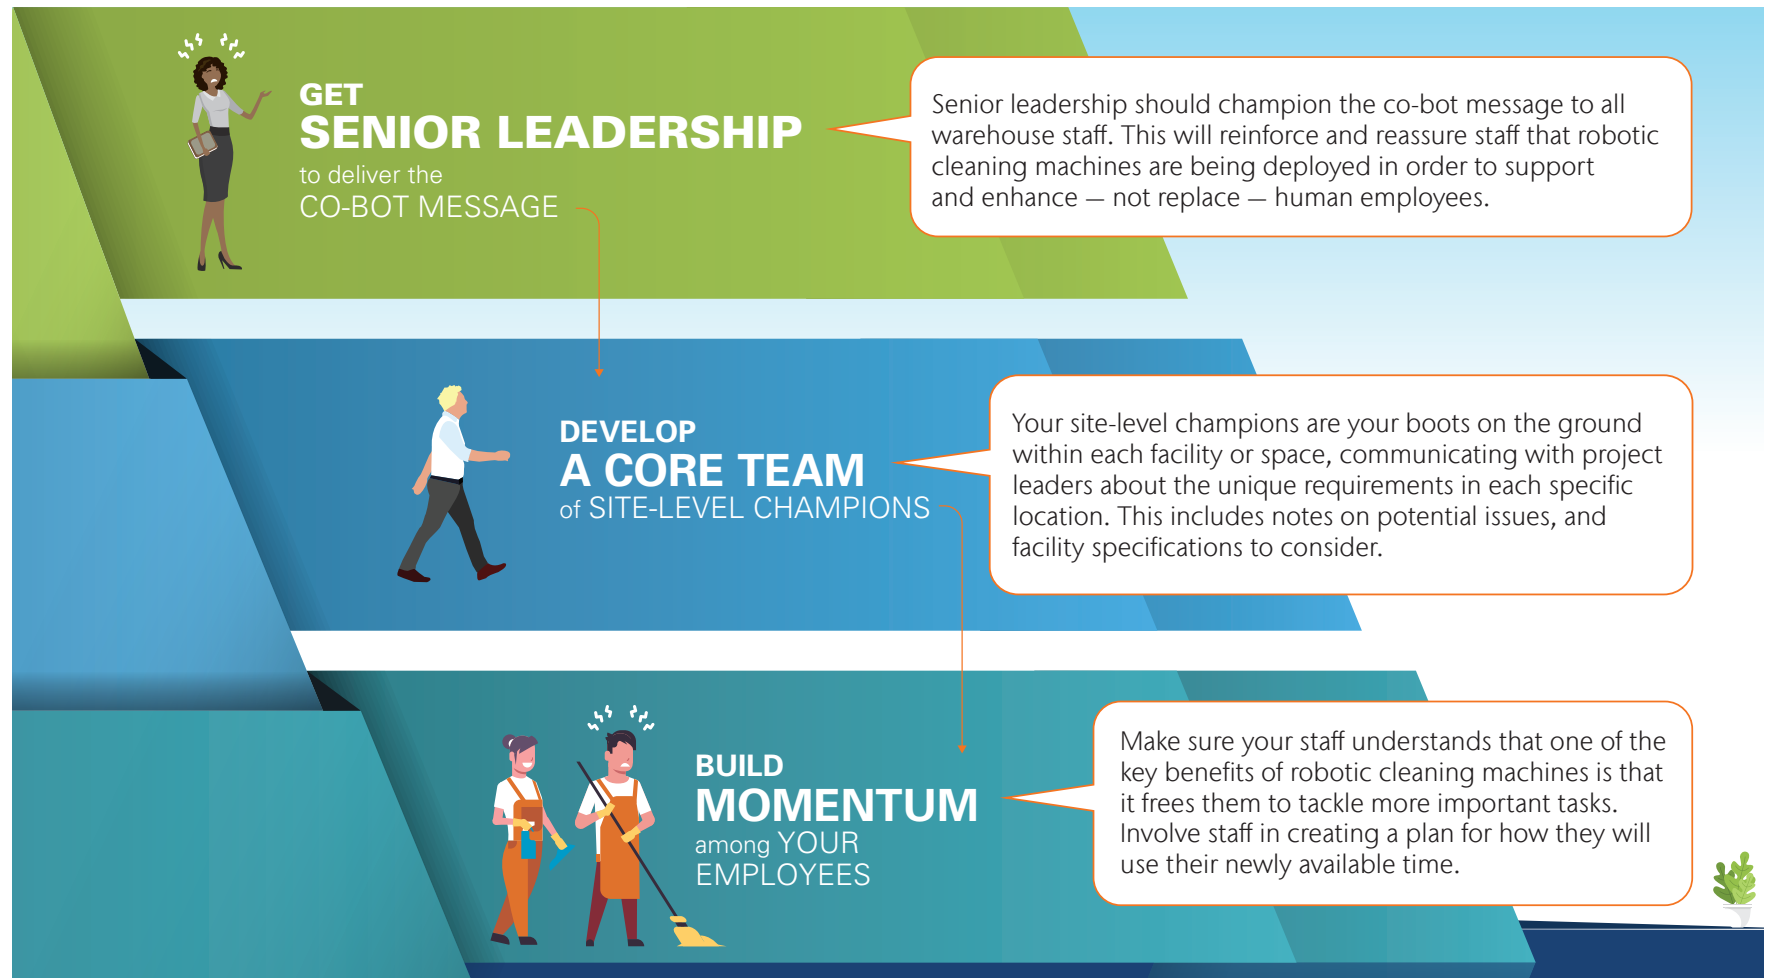 GET
SENIOR LEADERSHIP
to deliver the
CO-BOT MESSAGE
Senior leadership should champion the co-bot message to all
warehouse staff. This will reinforce and reassure staff that robotic
cleaning machines are being deployed in order to support
and enhance — not replace — human employees.
DEVELOP
A CORE TEAM
of SITE-LEVEL CHAMPIONS
Your site-level champions are your boots on the ground
within each facility or space, communicating with project
leaders about the unique requirements in each specific
location. This includes notes on potential issues, and
facility specifications to consider.
BUILD
MOMENTUM
among YOUR
EMPLOYEES
Make sure your staff understands that one of the
key benefits of robotic cleaning machines is that
it frees them to tackle more important tasks.
Involve staff in creating a plan for how they will
use their newly available time.